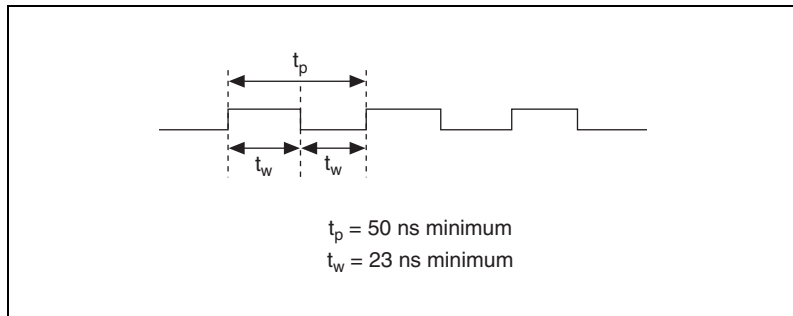 tp
tw tw
tp = 50 ns minimum
tw = 23 ns minimum